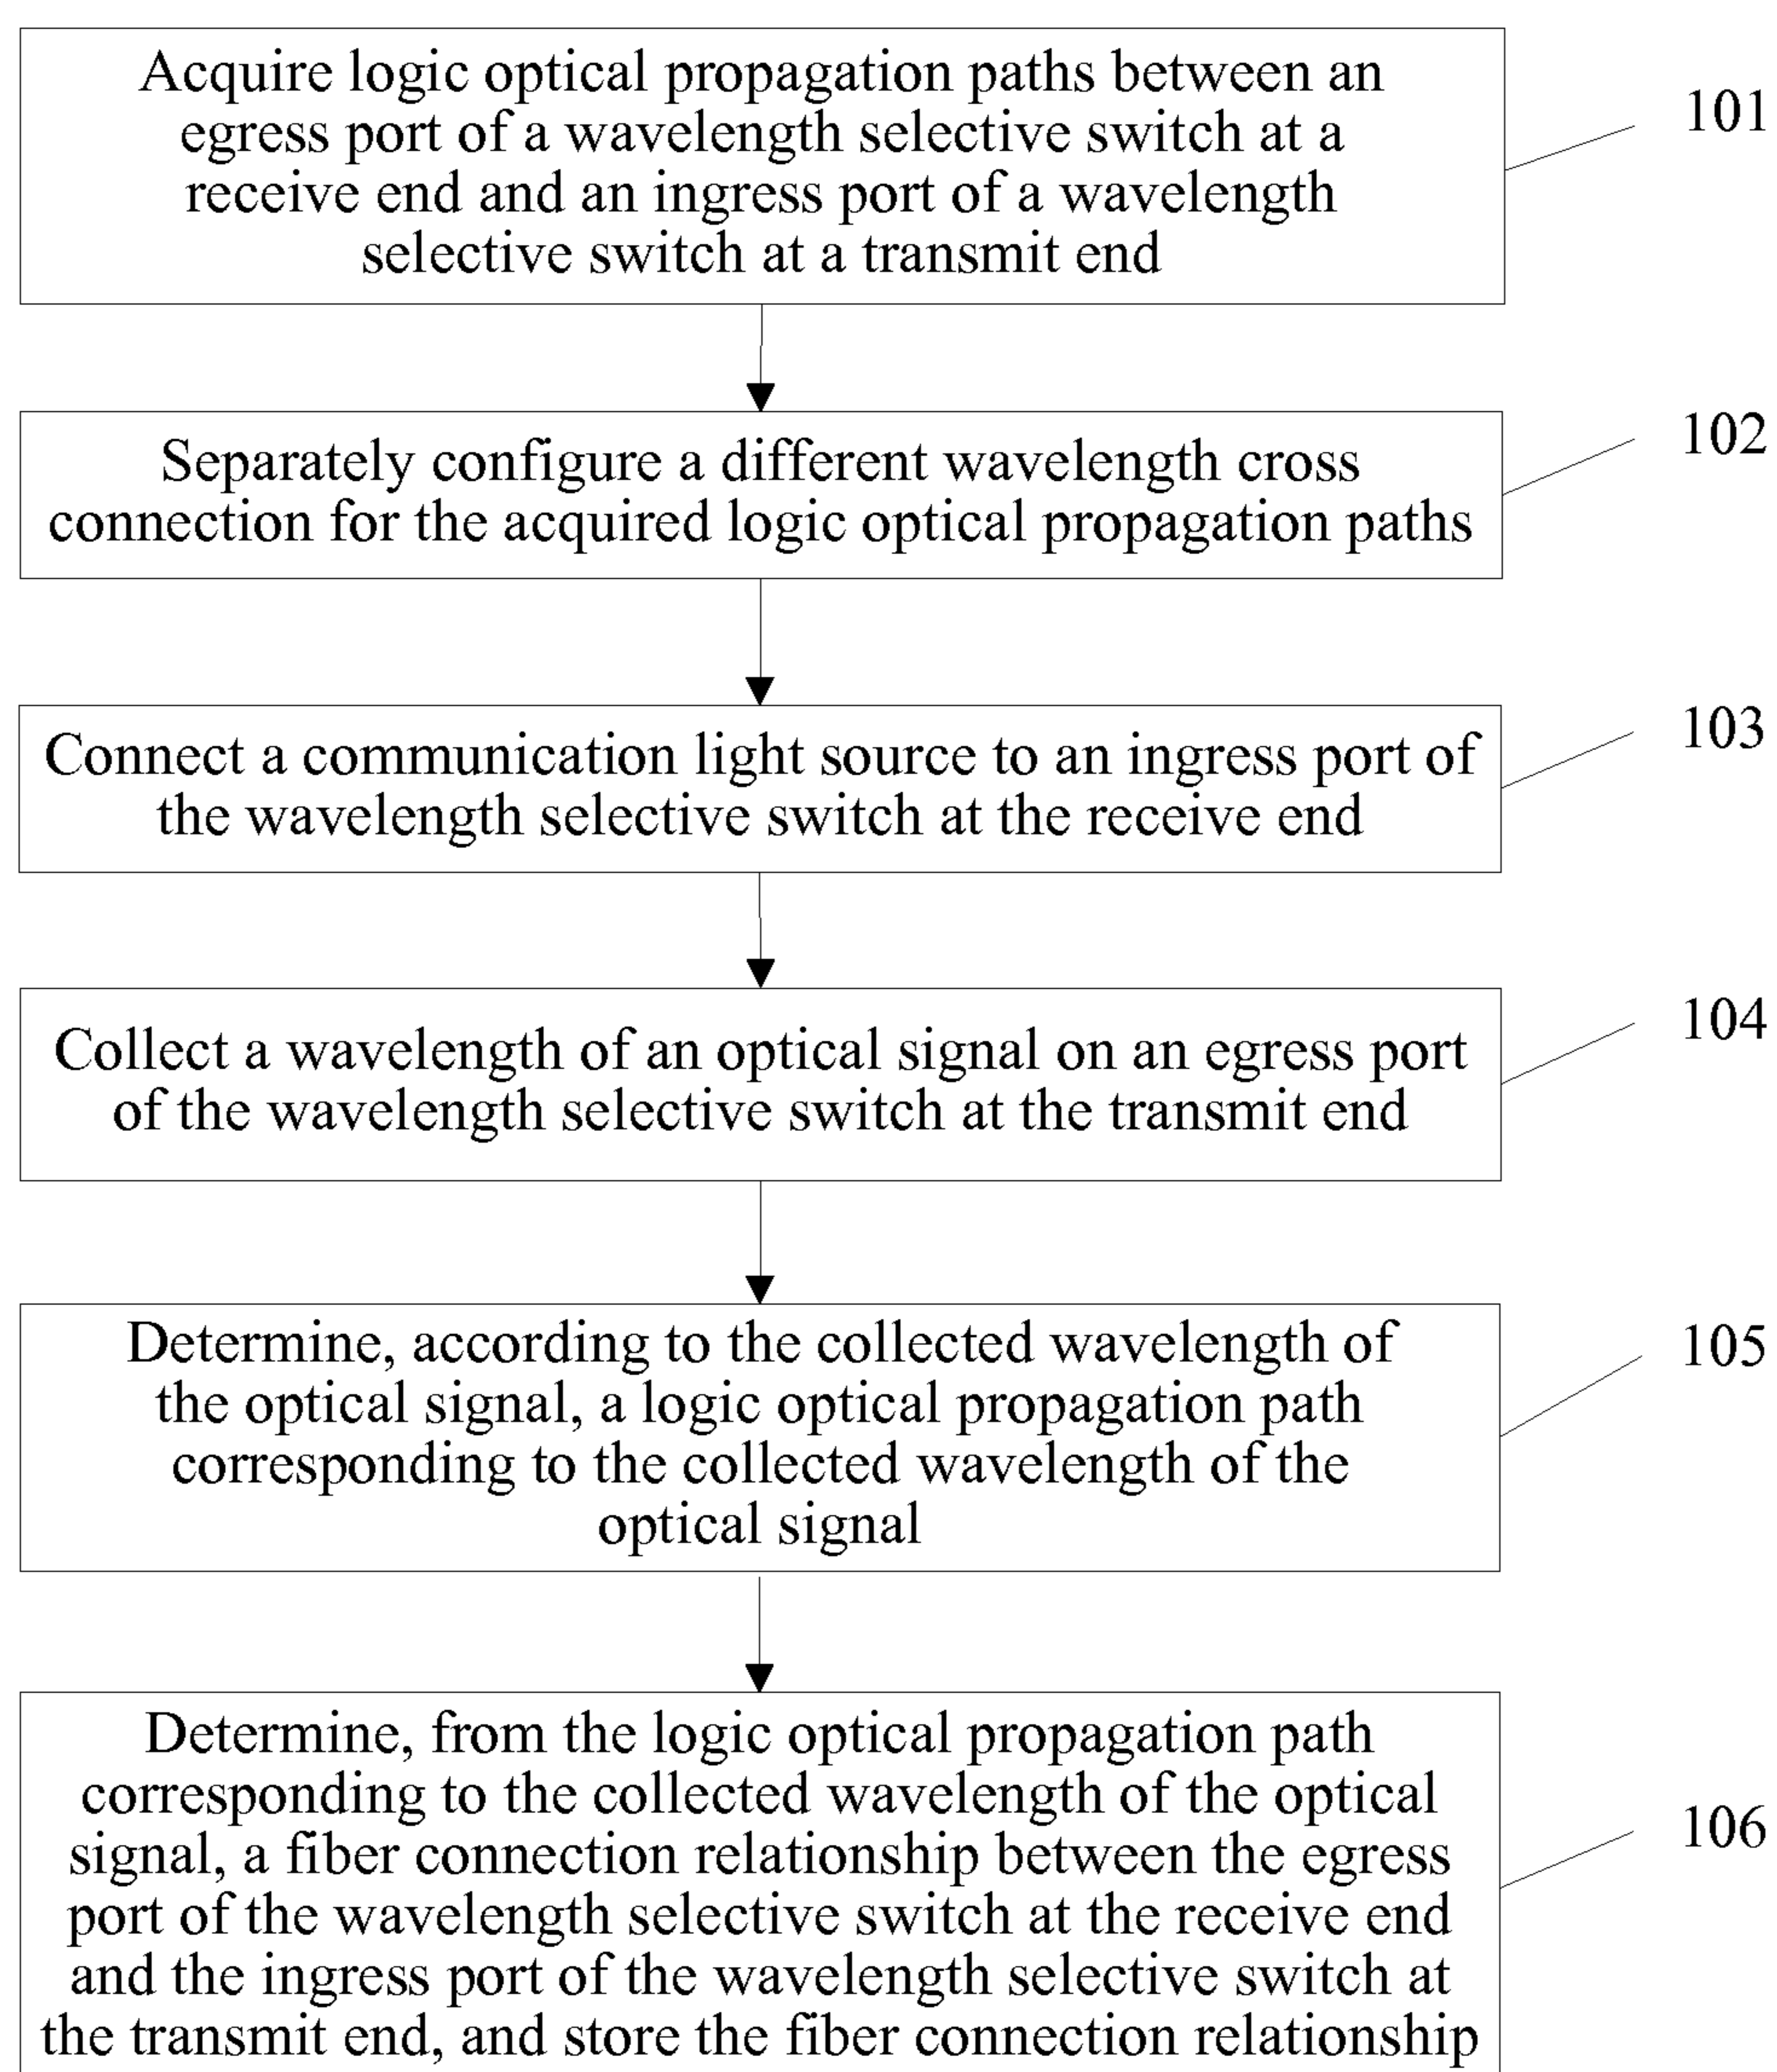 Acquire logic optical propagation paths between an
egress port of a wavelength selective switch at a
receive end and an ingress port of a wavelength
selective switch at a transmit end
101
Separately configure a different wavelength cross
connection for the acquired logic optical propagation paths
102
Connect a communication light source to an ingress port of
the wavelength selective switch at the receive end
103
Collect a wavelength of an optical signal on an egress port
of the wavelength selective switch at the transmit end
104
Determine, according to the collected wavelength of
the optical signal, a logic optical propagation path
corresponding to the collected wavelength of the
optical signal
105
Determine, from the logic optical propagation path
corresponding to the collected wavelength of the optical
signal, a fiber connection relationship between the egress
port of the wavelength selective switch at the receive end
and the ingress port of the wavelength selective switch at
the transmit end, and store the fiber connection relationship
106